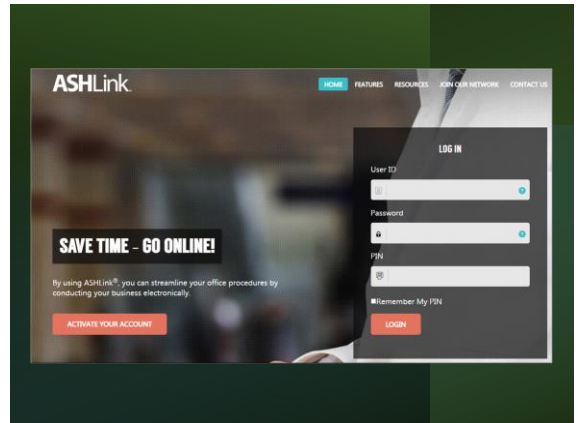 ASHLink.
HOME FEATURES RESOURCES JOIN OUR NETWORK CONTACT US
LOG IN
User ID
Password
PIN
Remember My PIN
LOGIN
SAVE TIME – GO ONLINE!
By using ASHLink®, you can streamline your office procedures by
conducting your business electronically.
ACTIVATE YOUR ACCOUNT